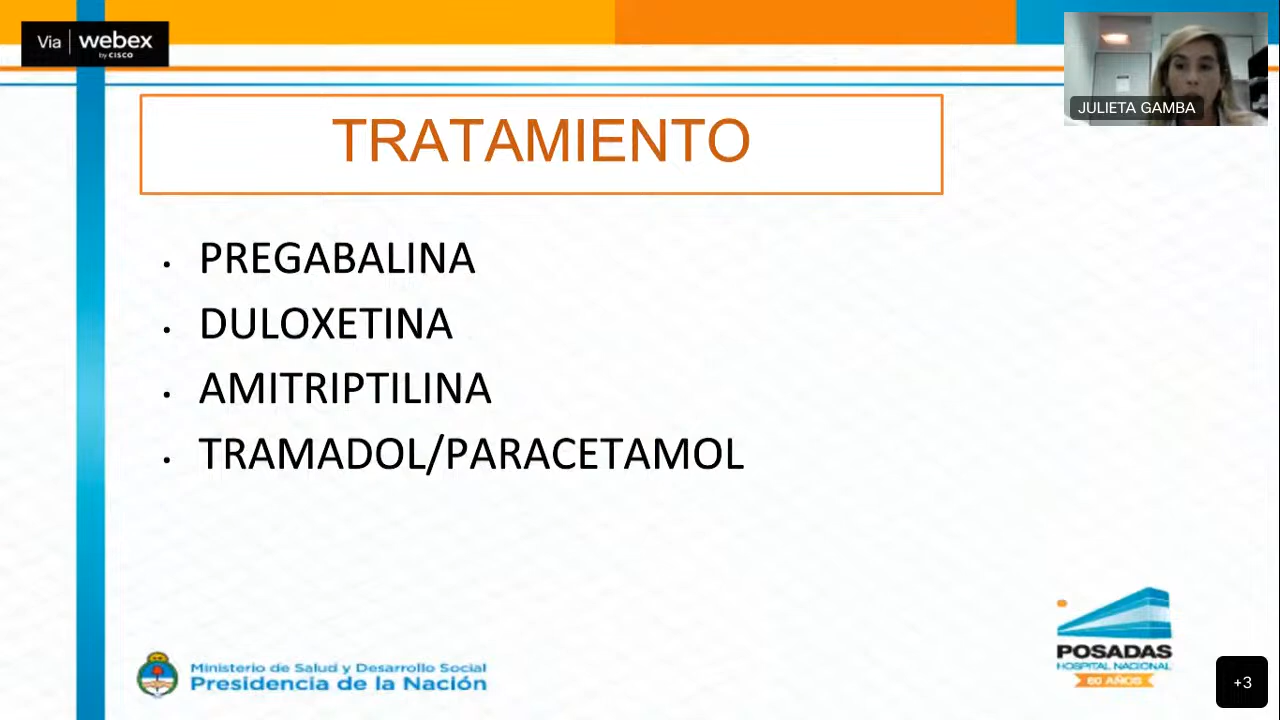 Via webex
by CISCO
JULIETA GAMBA
TRATAMIENTO
• PREGABALINA
• DULOXETINA
• AMITRIPTILINA
• TRAMADOL/PARACETAMOL
Ministerio de Salud y Desarrollo Social
Presidencia de la Nación
POSADAS
HOSPITAL NACIONAL
60 AÑOS
+3